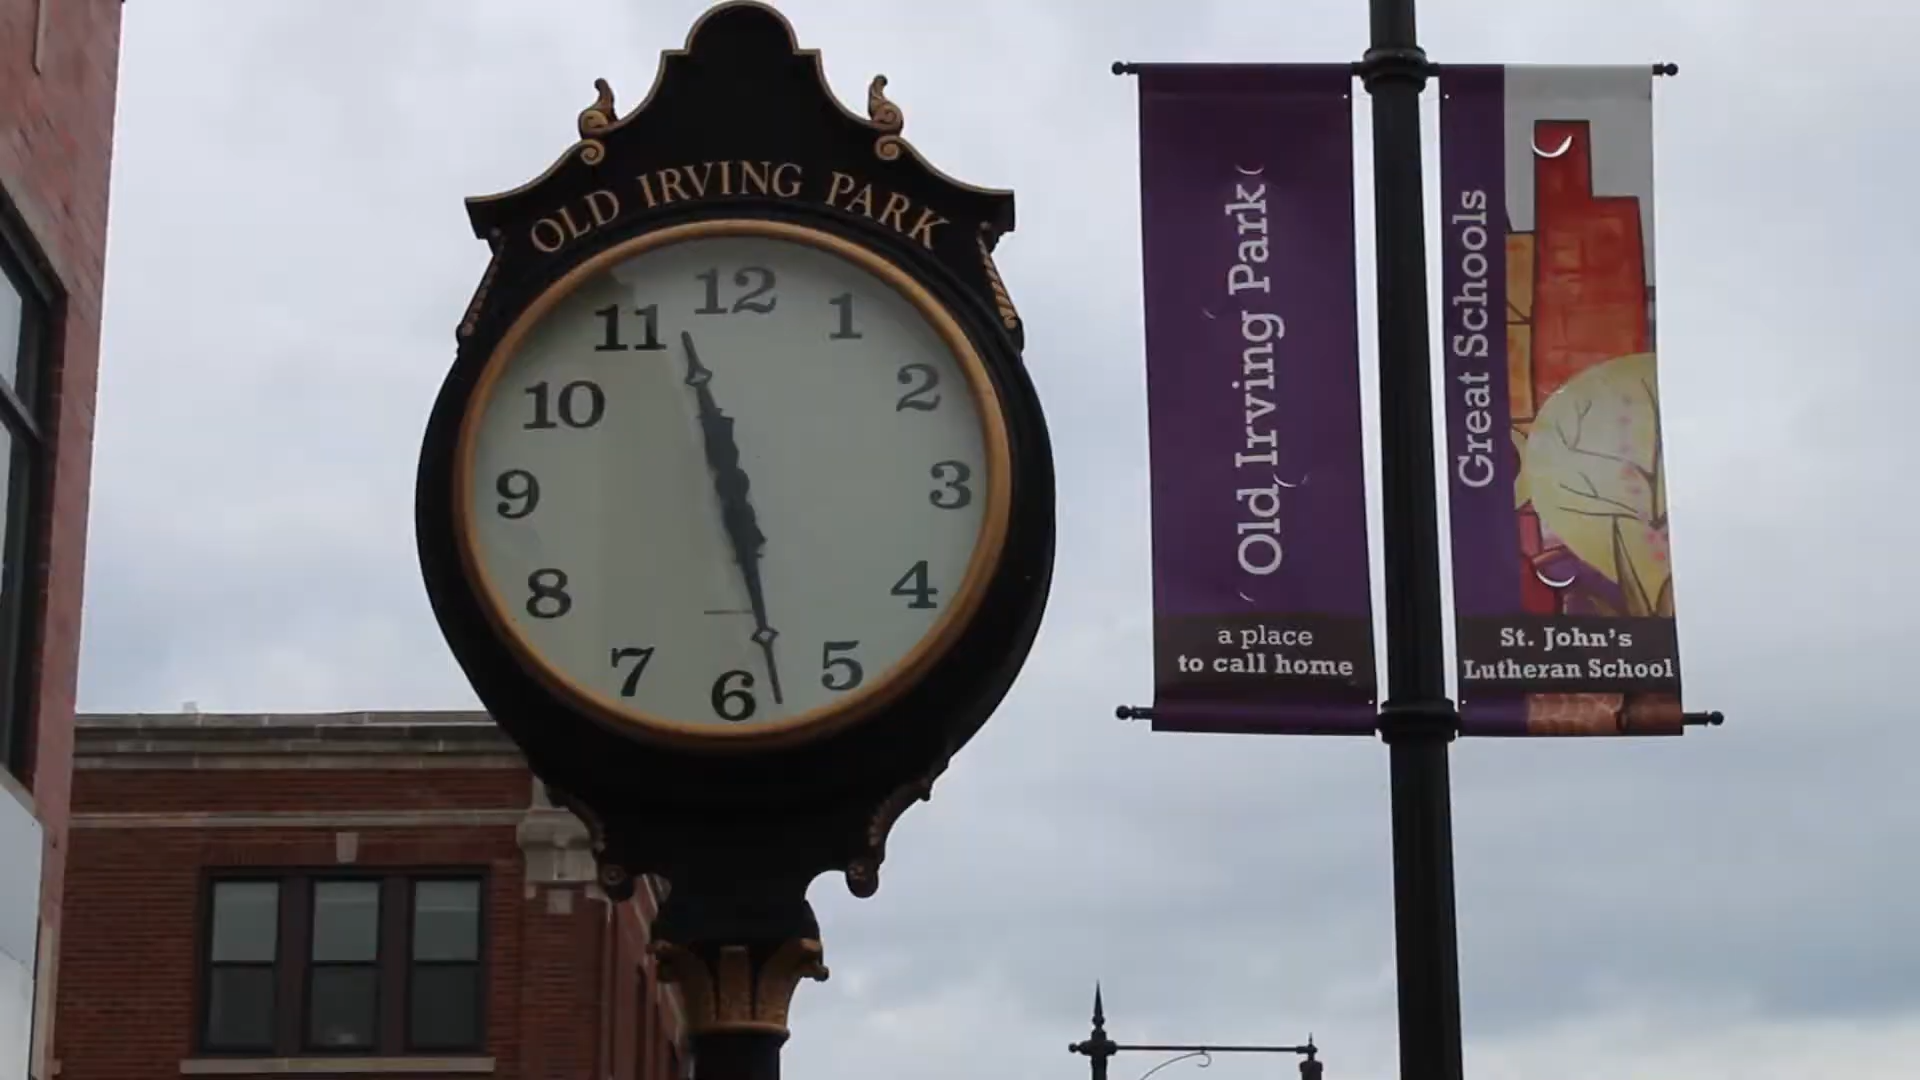 OLD IRVING PARK
12
1
2
3
4
5
6
7
8
9
10
11
Old Irving Park
a place
to call home
Great Schools
St. John's
Lutheran School